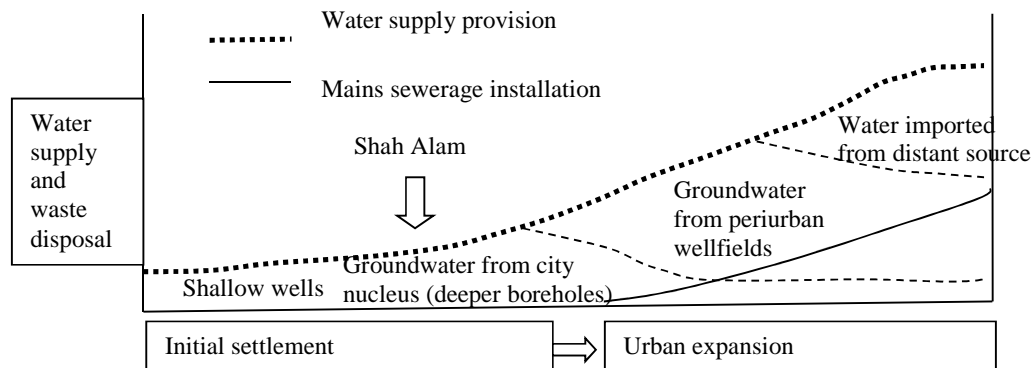 Water supply provision
Mains sewerage installation
Water
supply
and
waste
disposal
Shah Alam
Water imported
from distant source
Groundwater
from periurban
wellfields
Groundwater from city
nucleus (deeper boreholes)
Shallow wells
Initial settlement
Urban expansion